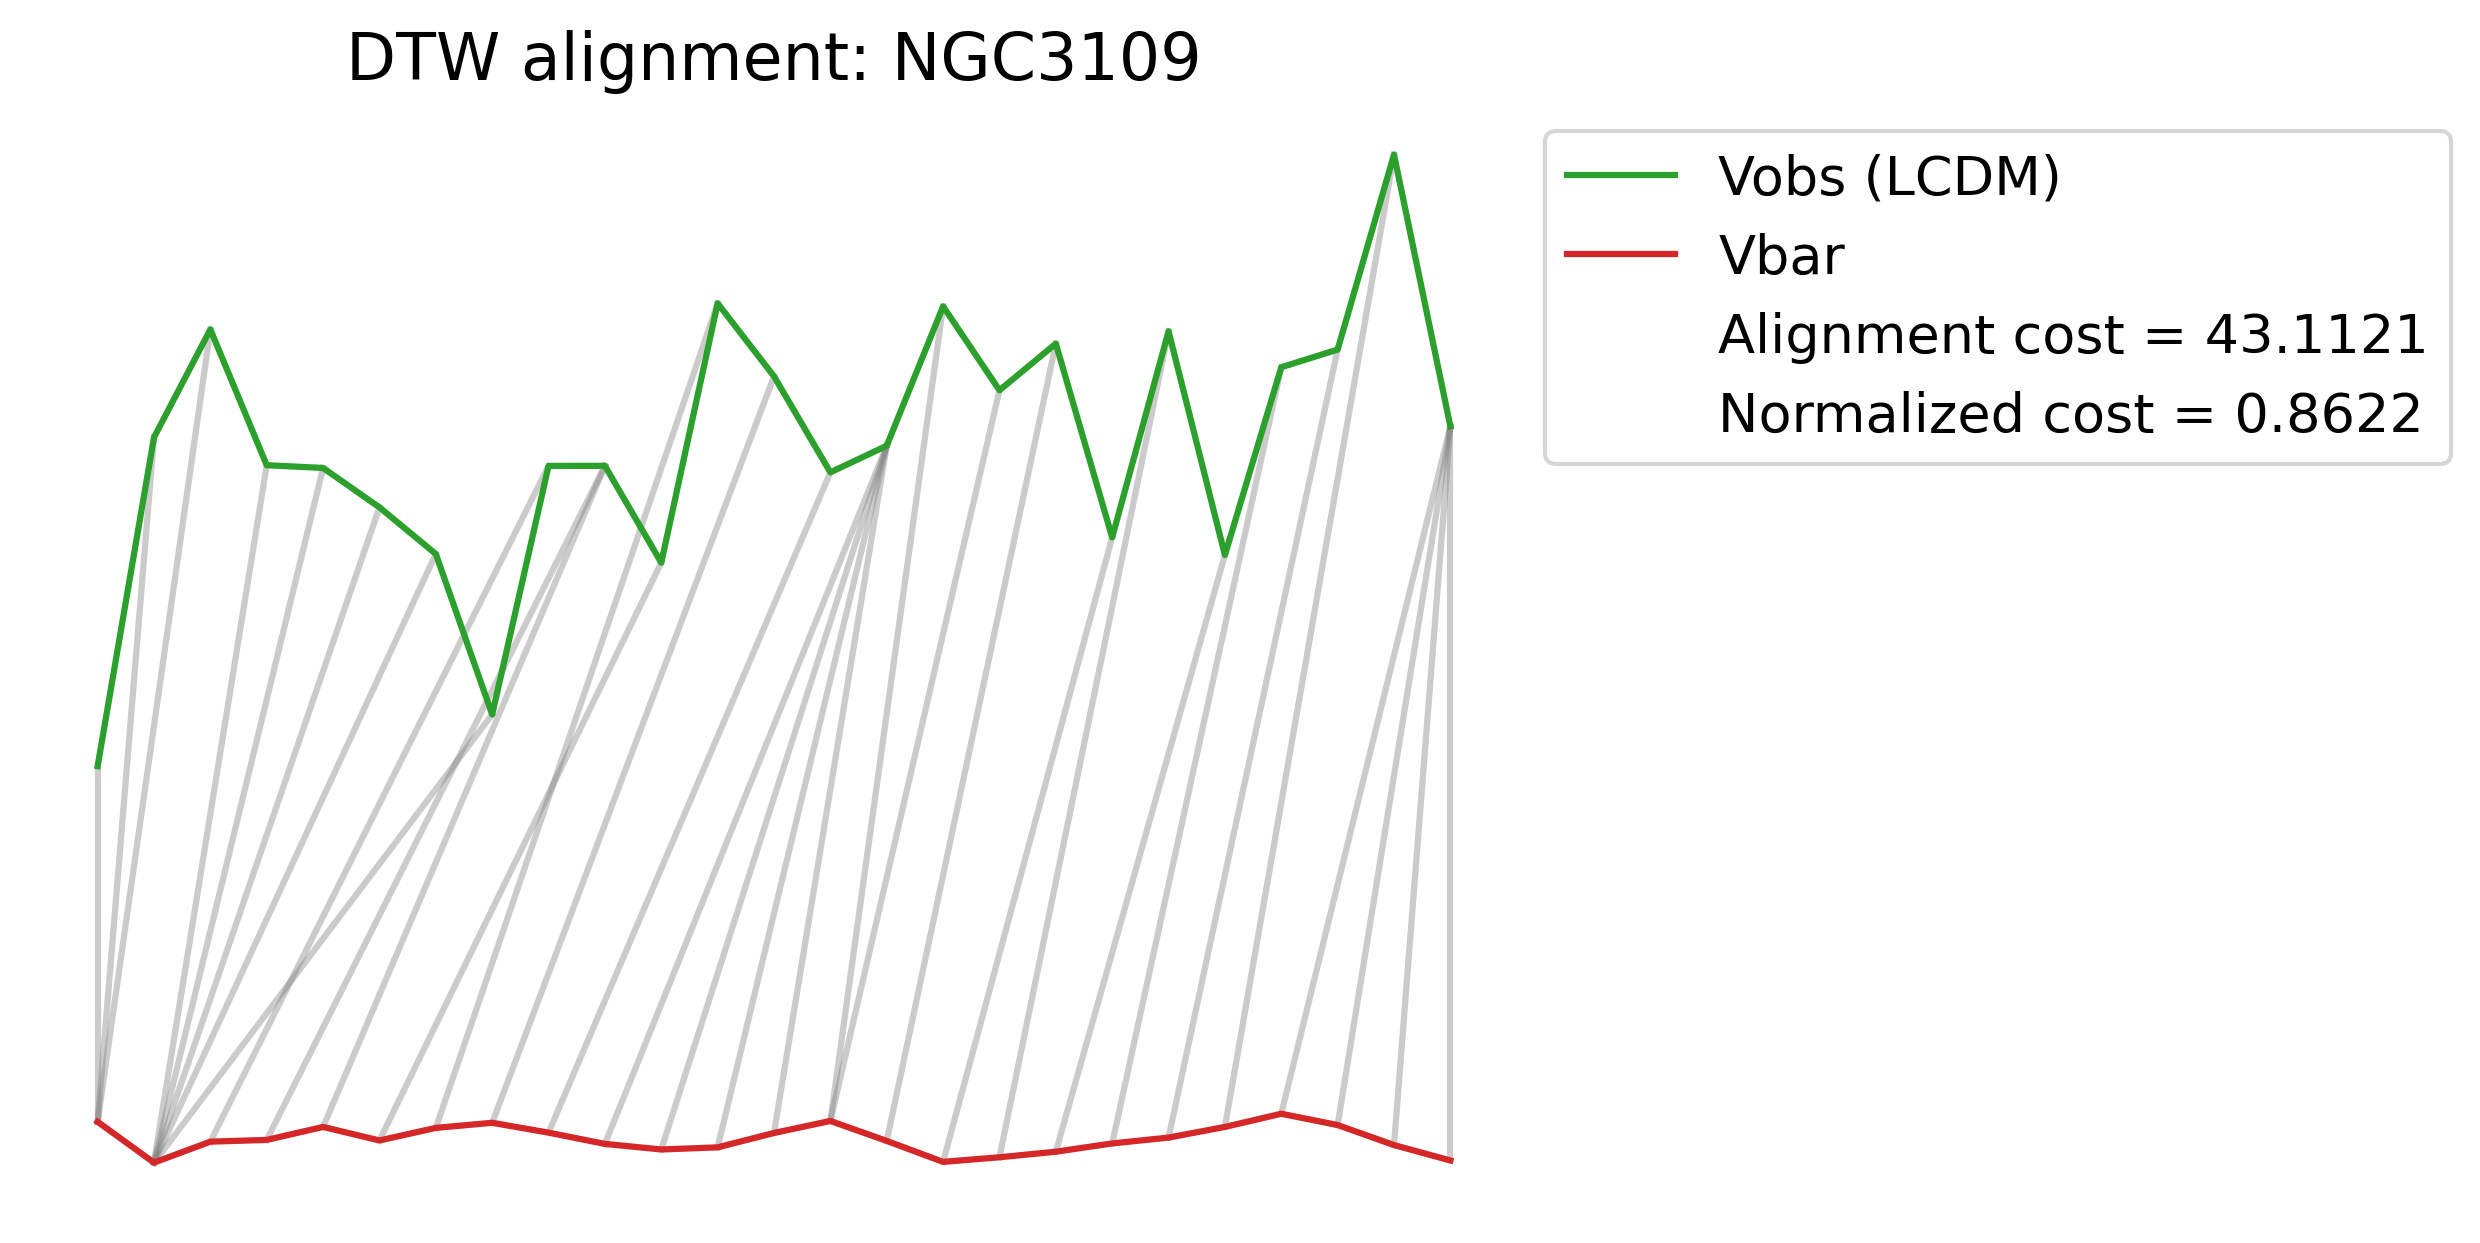 DTW alignment: NGC3109
Vobs (LCDM)
Vbar
Alignment cost = 43.1121
Normalized cost = 0.8622